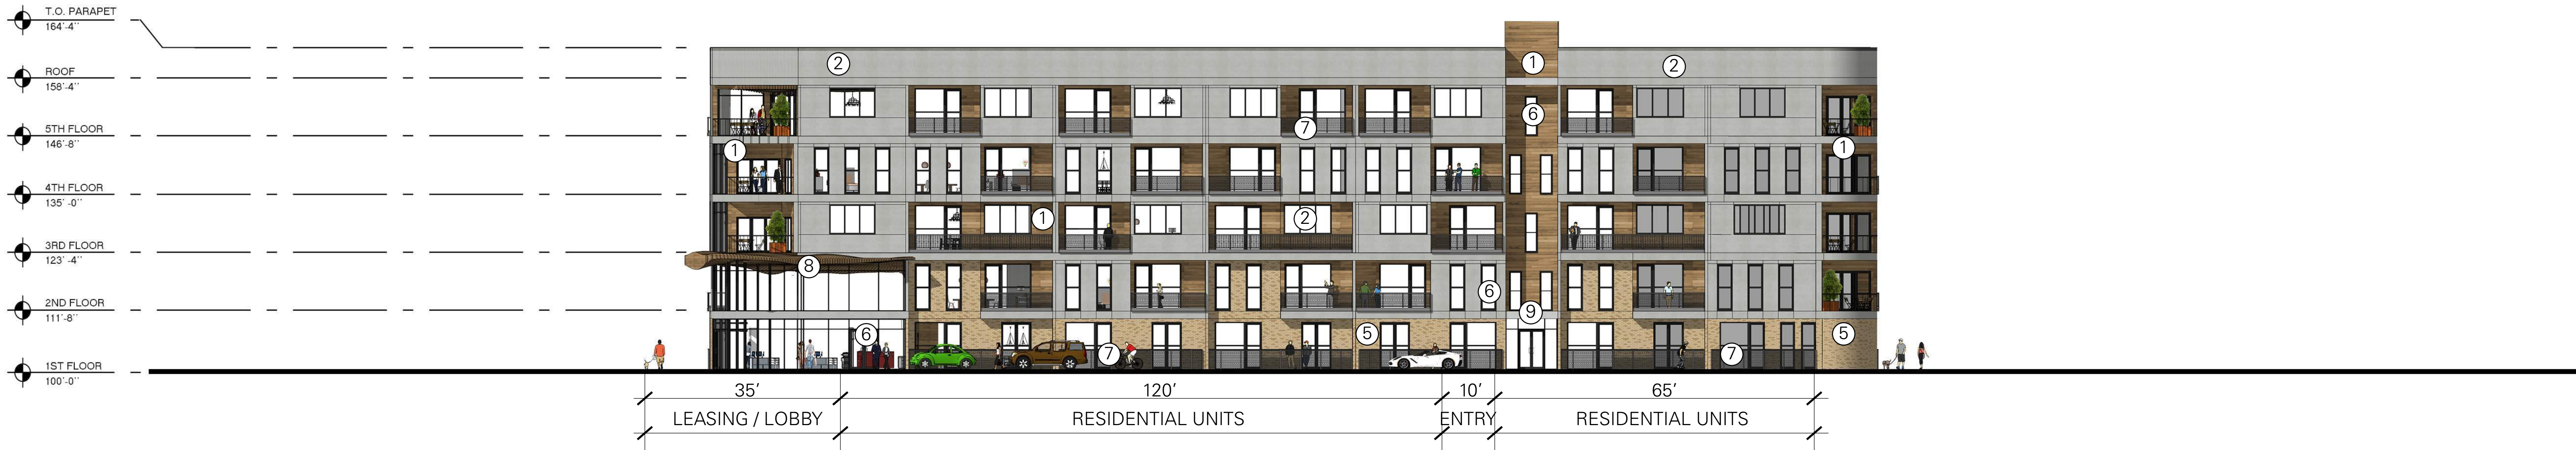 T.O. PARAPET
164'-4''
ROOF
158'-4''
5TH FLOOR
146'-8''
4TH FLOOR
135' -0''
3RD FLOOR
123' -4''
2ND FLOOR
111'-8''
1ST FLOOR
100'-0''
2
1
2
6
7
1
1
1
2
8
6
9
6
5
5
7
7
35' 120' 10' 65'
LEASING / LOBBY RESIDENTIAL UNITS ENTRY RESIDENTIAL UNITS